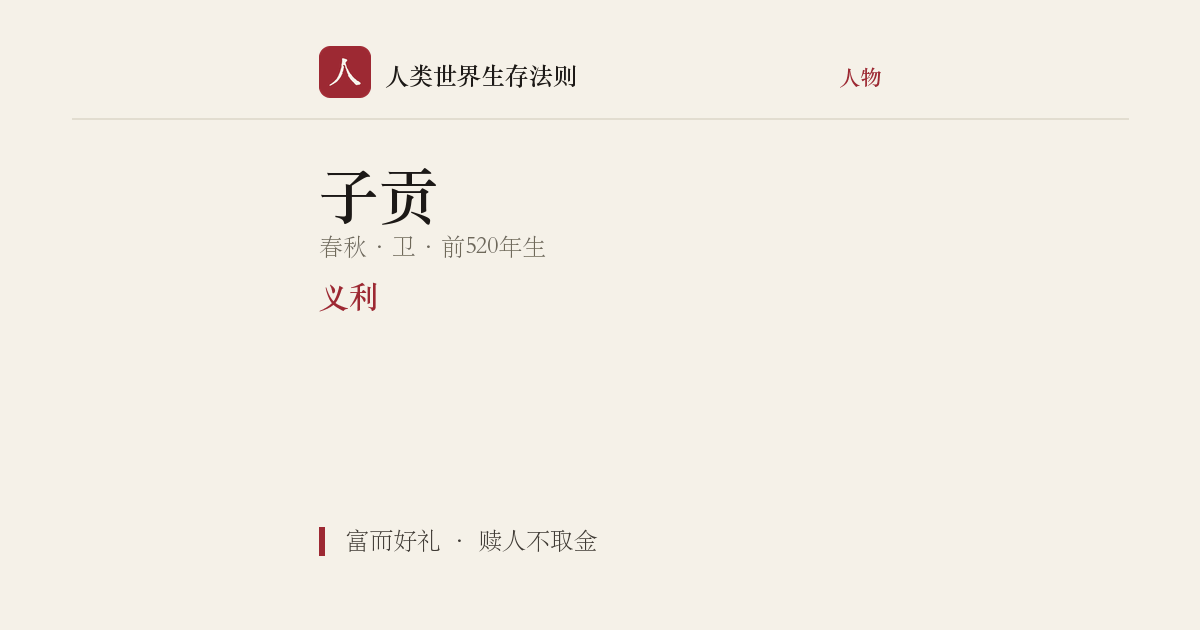 人 人类世界生存法则 人物
子贡
春秋 · 卫 · 前520年生
义利
富而好礼 · 赎人不取金